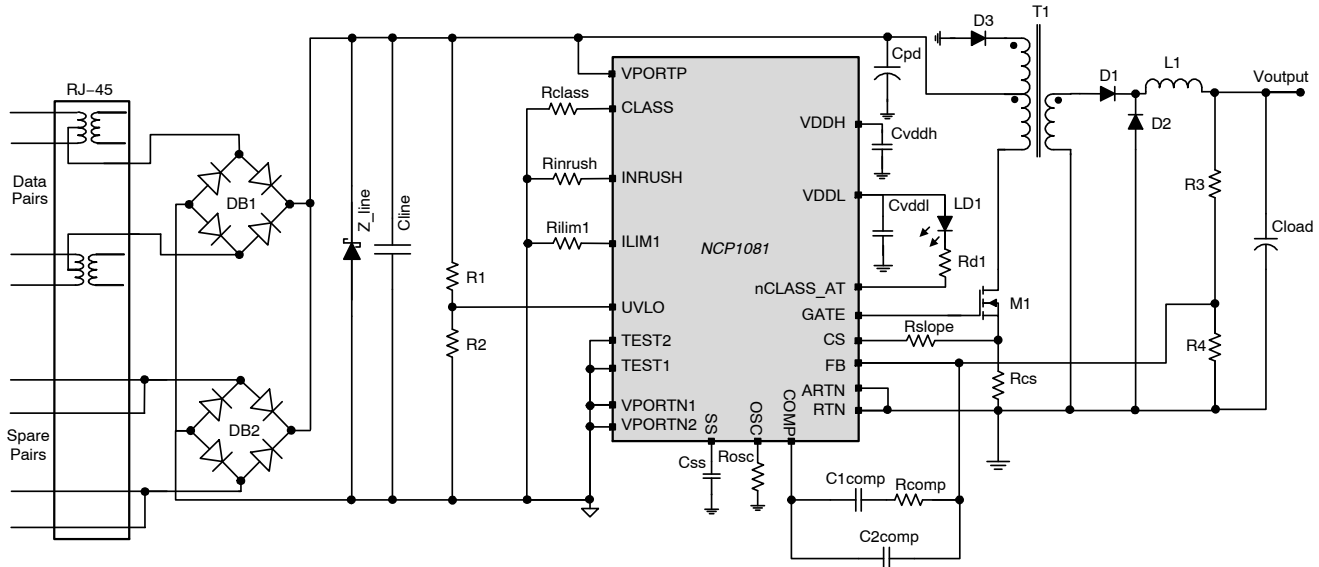 RJ−45
Data
Pairs
Spare
Pairs
DB1
DB2
Z_line
Cline
R1
R2
Rclass
Rinrush
Rilim1
VPORTP
CLASS
INRUSH
ILIM1
UVLO
TEST2
TEST1
VPORTN1
VPORTN2
NCP1081
VDDH
VDDL
nCLASS_AT
GATE
CS
FB
ARTN
RTN
SS
OSC
COMP
Css
Rosc
C1comp
Rcomp
C2comp
Cpd
Cvddh
Cvddl
LD1
Rd1
Rslope
M1
Rcs
D3
T1
D1
D2
L1
Voutput
R3
R4
Cload